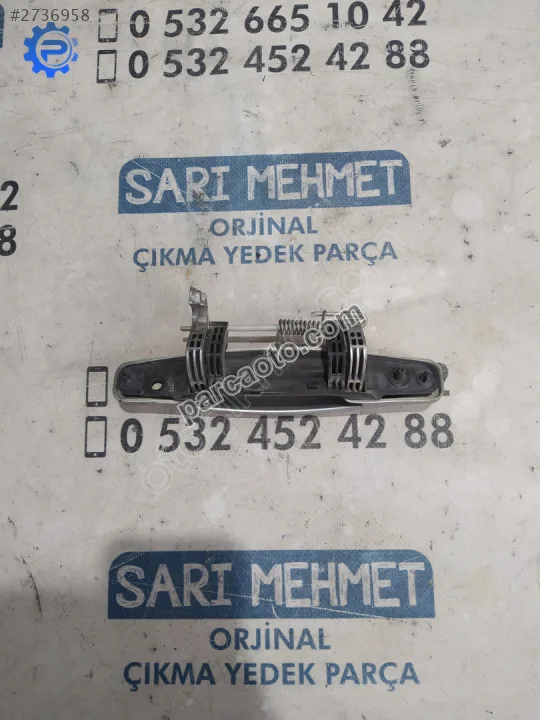 #2736958
0 532 665 10 42
0 532 452 42 88
SARI MEHMET
ORJİNAL
ÇIKMA YEDEK PARÇA
2
8
parcaoto.com
0 532 452 42 88
SARI MEHMET
ORJİNAL
ÇIKMA YEDEK PARÇA